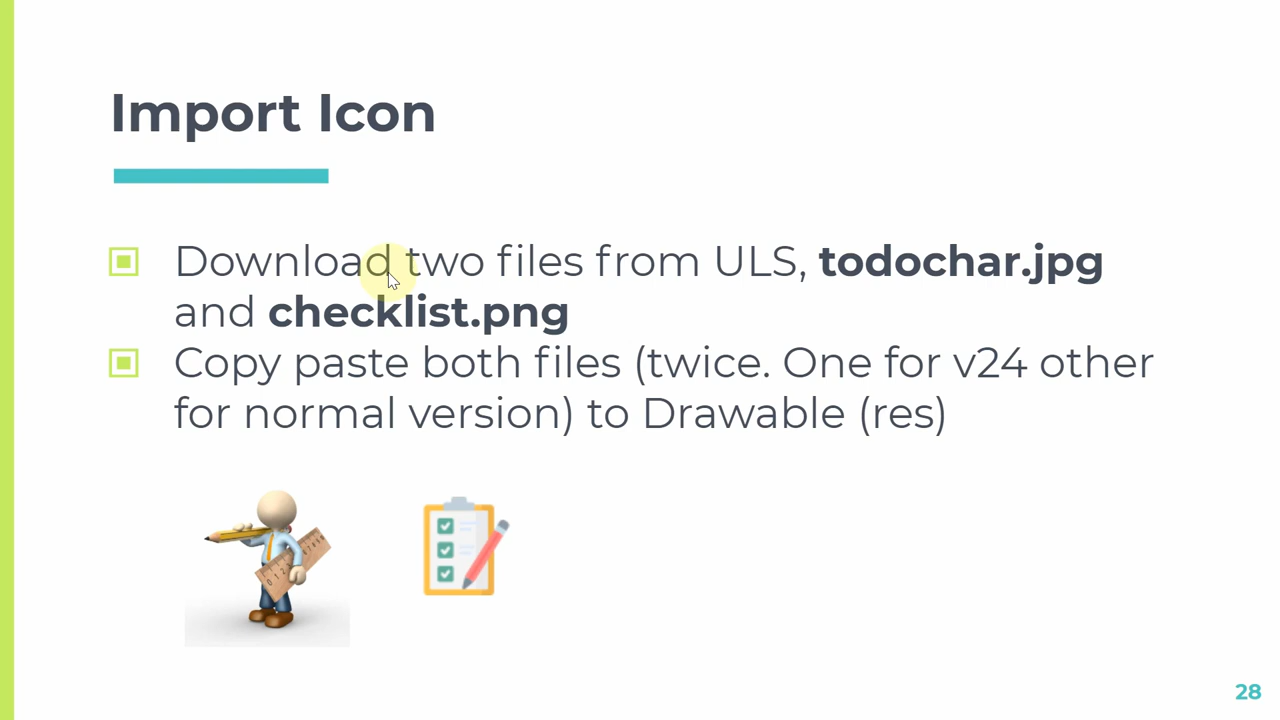 Import Icon
Download two files from ULS, todochar.jpg
and checklist.png
Copy paste both files (twice. One for v24 other
for normal version) to Drawable (res)
28